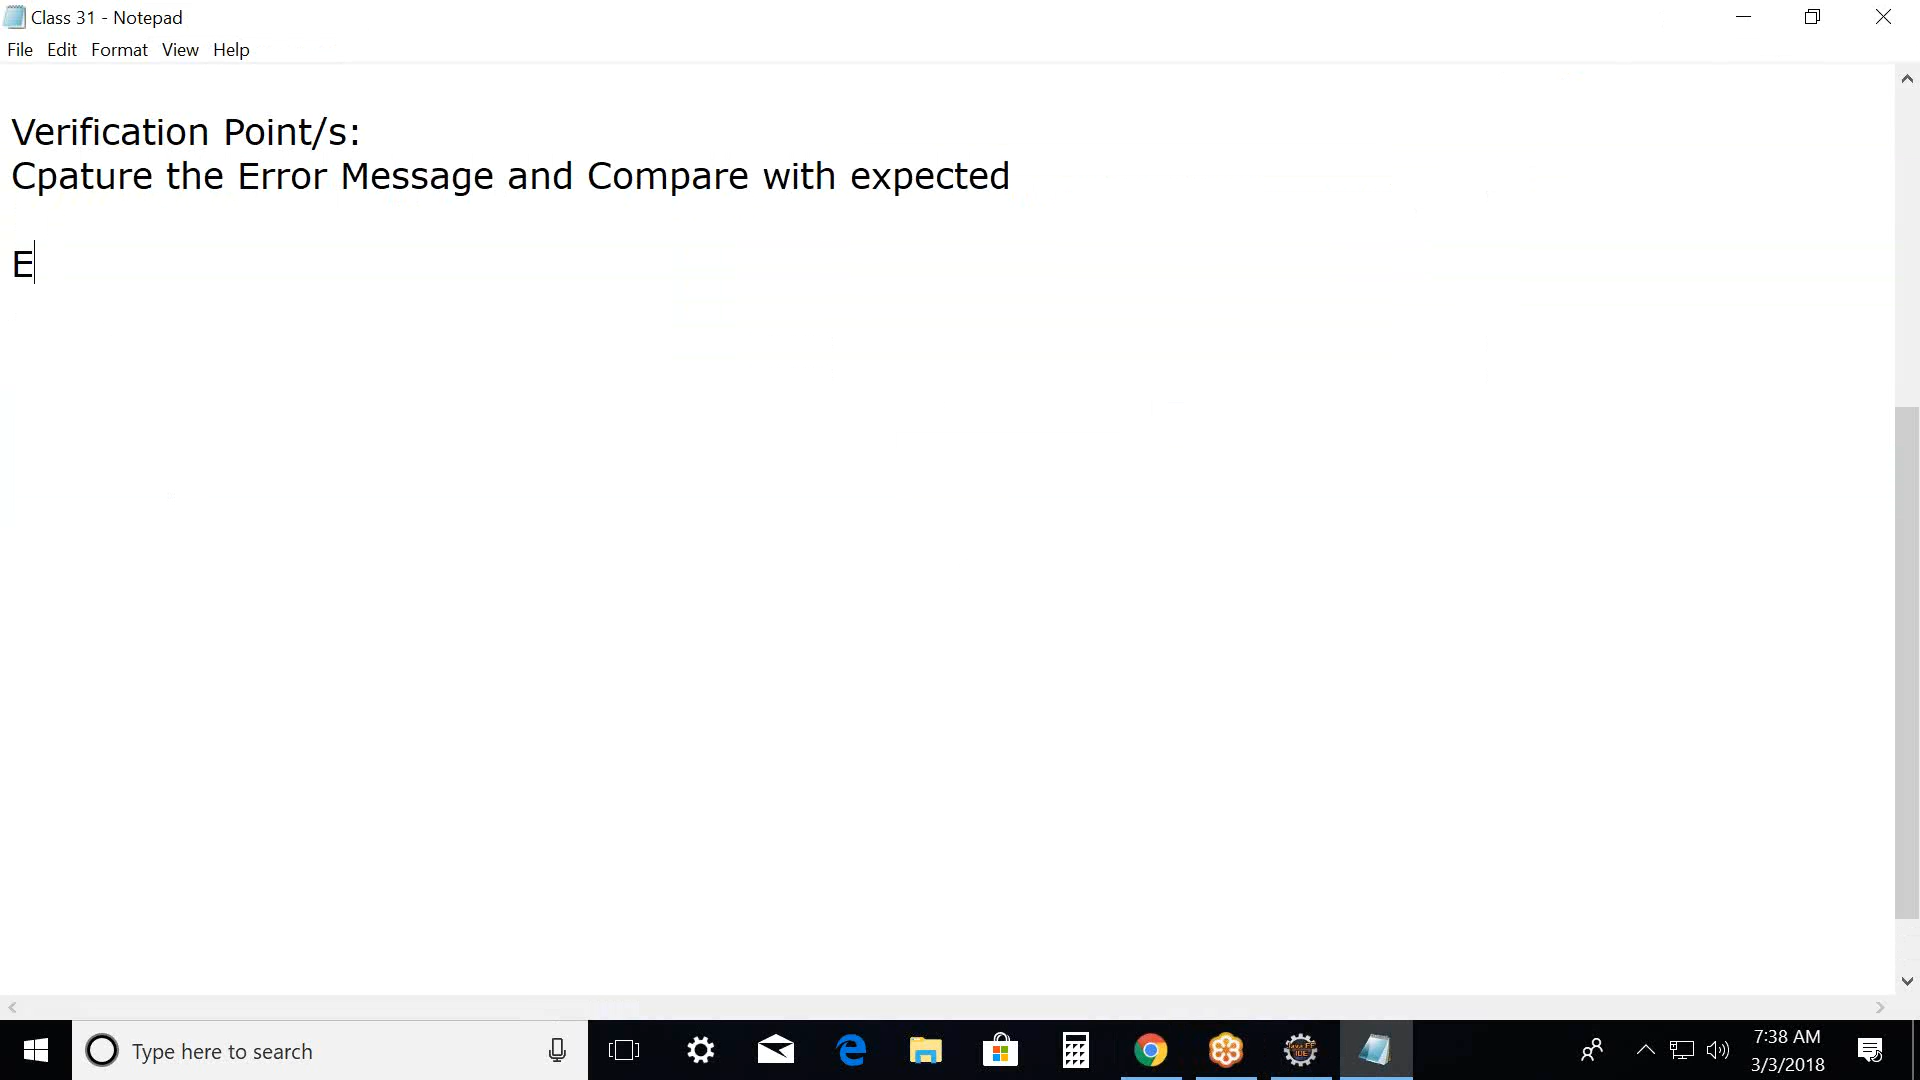 Class 31 - Notepad
File Edit Format View Help
Verification Point/s:
Cpature the Error Message and Compare with expected
E
Type here to search
7:38 AM
3/3/2018